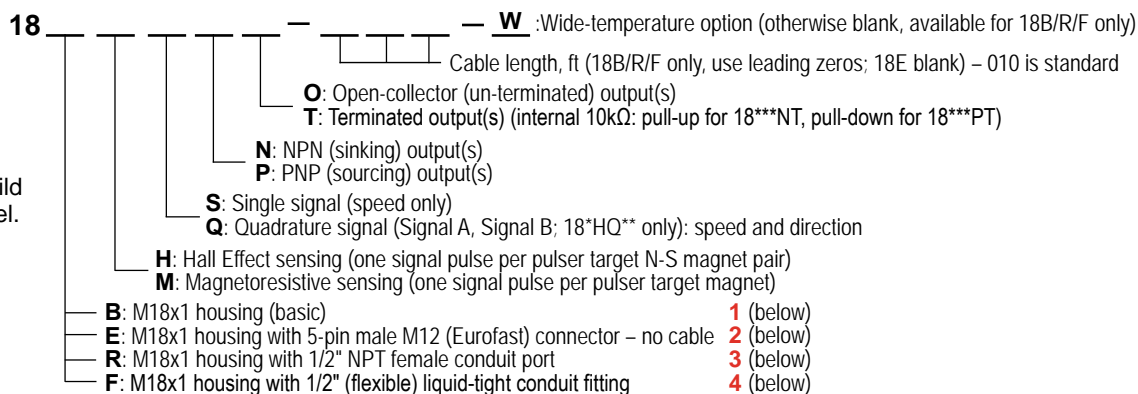 18__ __ __ __ __ – __ __ __ – W :Wide-temperature option (otherwise blank, available for 18B/R/F only)
Cable length, ft (18B/R/F only, use leading zeros; 18E blank) – 010 is standard
O: Open-collector (un-terminated) output(s)
T: Terminated output(s) (internal 10kΩ: pull-up for 18***NT, pull-down for 18***PT)
N: NPN (sinking) output(s)
P: PNP (sourcing) output(s)
ild
el.
S: Single signal (speed only)
Q: Quadrature signal (Signal A, Signal B; 18*HQ** only): speed and direction
H: Hall Effect sensing (one signal pulse per pulser target N-S magnet pair)
M: Magnetoresistive sensing (one signal pulse per pulser target magnet)
B: M18x1 housing (basic) 1 (below)
E: M18x1 housing with 5-pin male M12 (Eurofast) connector – no cable 2 (below)
R: M18x1 housing with 1/2" NPT female conduit port 3 (below)
F: M18x1 housing with 1/2" (flexible) liquid-tight conduit fitting 4 (below)